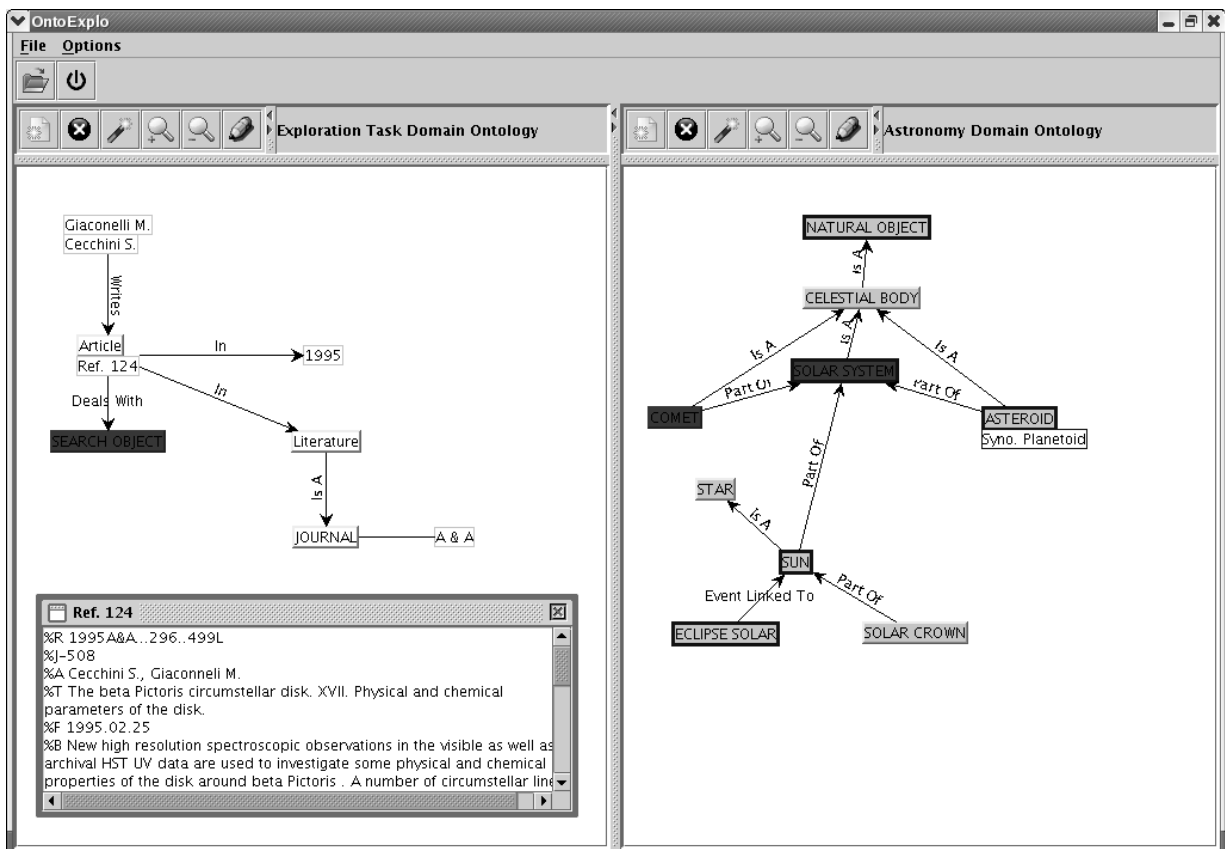 OntoExplo
File Options
Exploration Task Domain Ontology
Giaconelli M.
Cecchini S.
Writes
Article
Ref. 124
In
1995
In
Deals With
SEARCH OBJECT
Literature
Is A
JOURNAL
A & A
Ref. 124
%R 1995A&A...296..499L
%J-508
%A Cecchini S., Giaconneli M.
%T The beta Pictoris circumstellar disk. XVII. Physical and chemical
parameters of the disk.
%F 1995.02.25
%B New high resolution spectroscopic observations in the visible as well as
archival HST UV data are used to investigate some physical and chemical
properties of the disk around beta Pictoris . A number of circumstellar line
Astronomy Domain Ontology
NATURAL OBJECT
Is A
CELESTIAL BODY
Is A
Is A
Is A
SOLAR SYSTEM
Part Of
Part Of
COMET
ASTEROID
Syno. Planetoid
Part Of
STAR
Is A
SUN
Event Linked To
Part Of
ECLIPSE SOLAR
SOLAR CROWN